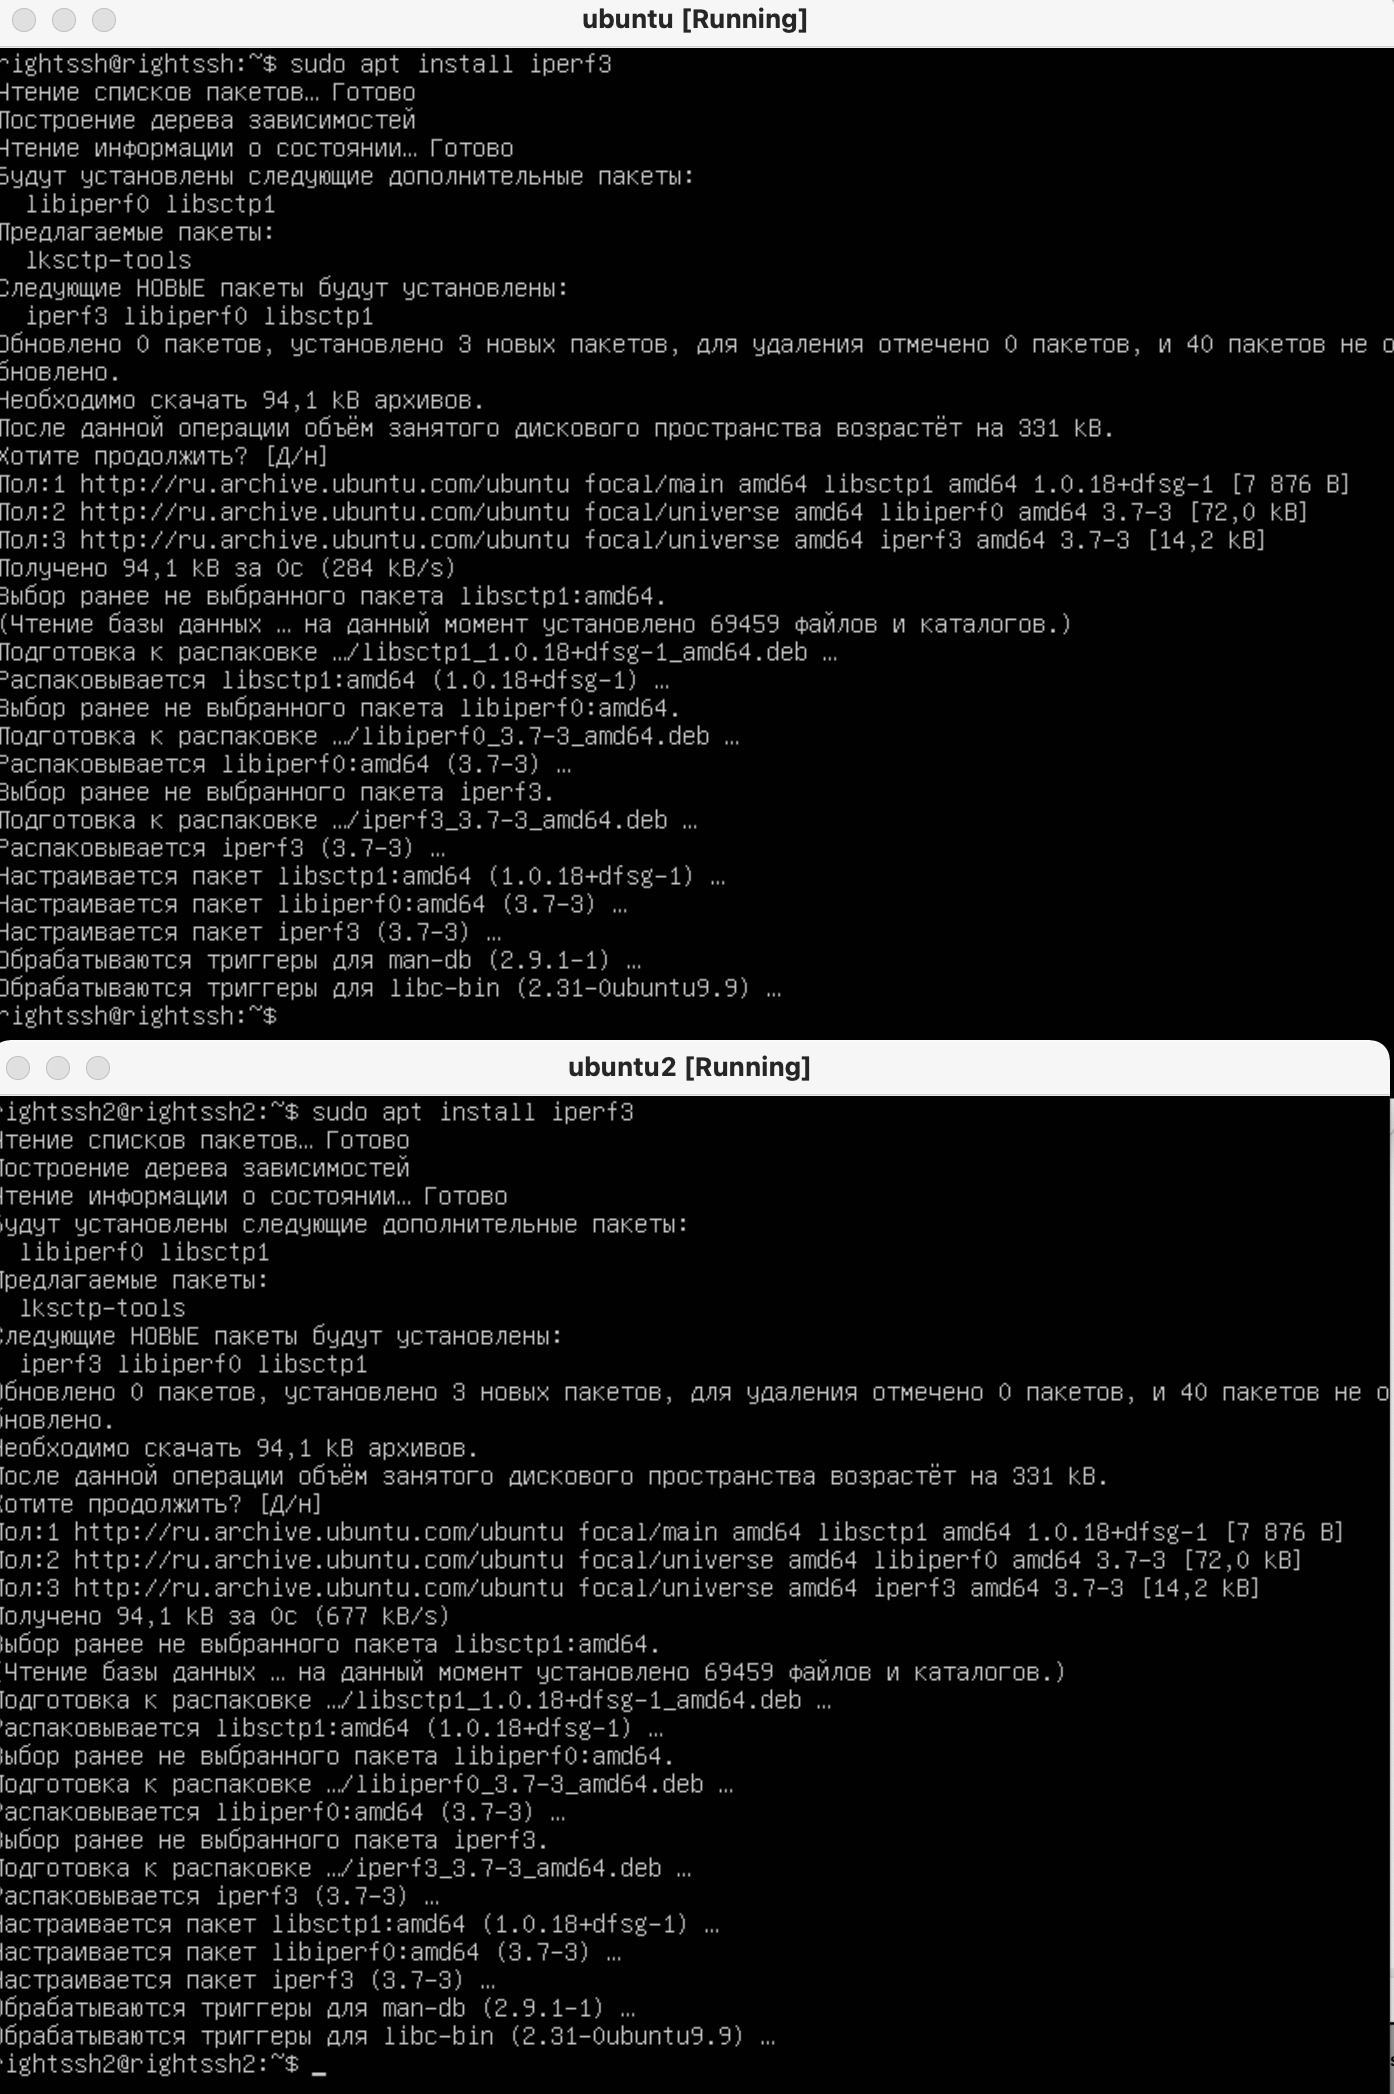 ubuntu [Running]
rightssh@rightssh:~$ sudo apt install iperf3
Чтение списков пакетов… Готово
Построение дерева зависимостей
Чтение информации о состоянии… Готово
Будут установлены следующие дополнительные пакеты:
  libiperf0 libsctp1
Предлагаемые пакеты:
  lksctp-tools
Следующие НОВЫЕ пакеты будут установлены:
  iperf3 libiperf0 libsctp1
Обновлено 0 пакетов, установлено 3 новых пакетов, для удаления отмечено 0 пакетов, и 40 пакетов не о
бновлено.
Необходимо скачать 94,1 kB архивов.
После данной операции объём занятого дискового пространства возрастёт на 331 kB.
Хотите продолжить? [Д/н]
Пол:1 http://ru.archive.ubuntu.com/ubuntu focal/main amd64 libsctp1 amd64 1.0.18+dfsg-1 [7 876 B]
Пол:2 http://ru.archive.ubuntu.com/ubuntu focal/universe amd64 libiperf0 amd64 3.7-3 [72,0 kB]
Пол:3 http://ru.archive.ubuntu.com/ubuntu focal/universe amd64 iperf3 amd64 3.7-3 [14,2 kB]
Получено 94,1 kB за 0с (284 kB/s)
Выбор ранее не выбранного пакета libsctp1:amd64.
(Чтение базы данных … на данный момент установлено 69459 файлов и каталогов.)
Подготовка к распаковке …/libsctp1_1.0.18+dfsg-1_amd64.deb …
Распаковывается libsctp1:amd64 (1.0.18+dfsg-1) …
Выбор ранее не выбранного пакета libiperf0:amd64.
Подготовка к распаковке …/libiperf0_3.7-3_amd64.deb …
Распаковывается libiperf0:amd64 (3.7-3) …
Выбор ранее не выбранного пакета iperf3.
Подготовка к распаковке …/iperf3_3.7-3_amd64.deb …
Распаковывается iperf3 (3.7-3) …
Настраивается пакет libsctp1:amd64 (1.0.18+dfsg-1) …
Настраивается пакет libiperf0:amd64 (3.7-3) …
Настраивается пакет iperf3 (3.7-3) …
Обрабатываются триггеры для man-db (2.9.1-1) …
Обрабатываются триггеры для libc-bin (2.31-0ubuntu9.9) …
rightssh@rightssh:~$
ubuntu2 [Running]
rightssh2@rightssh2:~$ sudo apt install iperf3
Чтение списков пакетов… Готово
Построение дерева зависимостей
Чтение информации о состоянии… Готово
Будут установлены следующие дополнительные пакеты:
  libiperf0 libsctp1
Предлагаемые пакеты:
  lksctp-tools
Следующие НОВЫЕ пакеты будут установлены:
  iperf3 libiperf0 libsctp1
Обновлено 0 пакетов, установлено 3 новых пакетов, для удаления отмечено 0 пакетов, и 40 пакетов не о
бновлено.
Необходимо скачать 94,1 kB архивов.
После данной операции объём занятого дискового пространства возрастёт на 331 kB.
Хотите продолжить? [Д/н]
Пол:1 http://ru.archive.ubuntu.com/ubuntu focal/main amd64 libsctp1 amd64 1.0.18+dfsg-1 [7 876 B]
Пол:2 http://ru.archive.ubuntu.com/ubuntu focal/universe amd64 libiperf0 amd64 3.7-3 [72,0 kB]
Пол:3 http://ru.archive.ubuntu.com/ubuntu focal/universe amd64 iperf3 amd64 3.7-3 [14,2 kB]
Получено 94,1 kB за 0с (677 kB/s)
Выбор ранее не выбранного пакета libsctp1:amd64.
(Чтение базы данных … на данный момент установлено 69459 файлов и каталогов.)
Подготовка к распаковке …/libsctp1_1.0.18+dfsg-1_amd64.deb …
Распаковывается libsctp1:amd64 (1.0.18+dfsg-1) …
Выбор ранее не выбранного пакета libiperf0:amd64.
Подготовка к распаковке …/libiperf0_3.7-3_amd64.deb …
Распаковывается libiperf0:amd64 (3.7-3) …
Выбор ранее не выбранного пакета iperf3.
Подготовка к распаковке …/iperf3_3.7-3_amd64.deb …
Распаковывается iperf3 (3.7-3) …
Настраивается пакет libsctp1:amd64 (1.0.18+dfsg-1) …
Настраивается пакет libiperf0:amd64 (3.7-3) …
Настраивается пакет iperf3 (3.7-3) …
Обрабатываются триггеры для man-db (2.9.1-1) …
Обрабатываются триггеры для libc-bin (2.31-0ubuntu9.9) …
rightssh2@rightssh2:~$ _